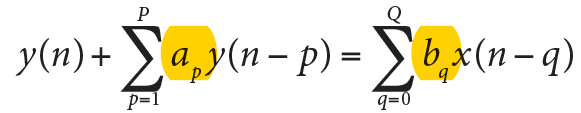 y(n) + ∑_{p=1}^{P} a_p y(n − p) = ∑_{q=0}^{Q} b_q x(n − q)